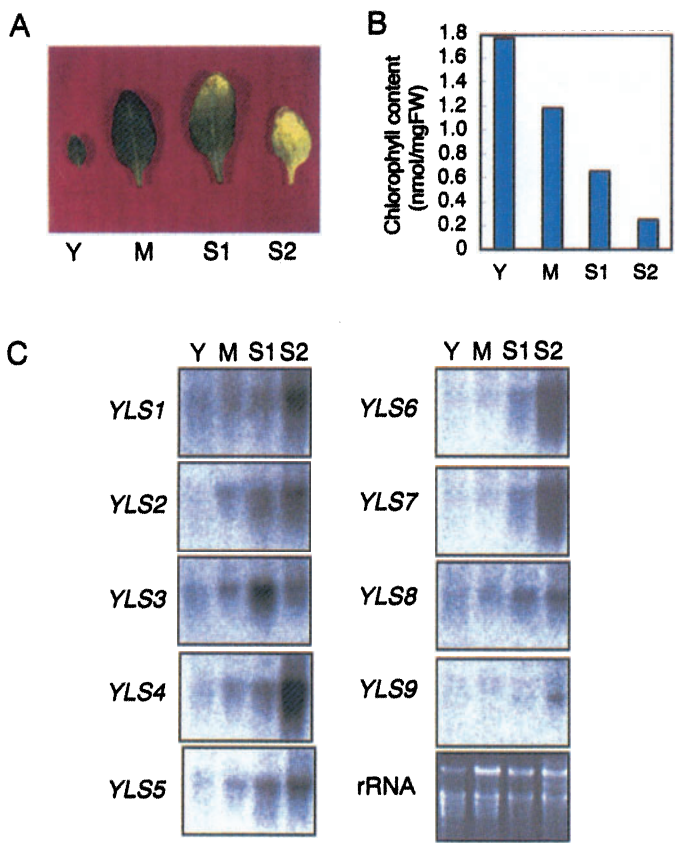 A
Y M S1 S2
B
Chlorophyll content
(nmol/mgFW)
1.8
1.6
1.4
1.2
1.0
0.8
0.6
0.4
0.2
0
Y M S1 S2
C
Y M S1 S2
YLS1
YLS2
YLS3
YLS4
YLS5
Y M S1 S2
YLS6
YLS7
YLS8
YLS9
rRNA